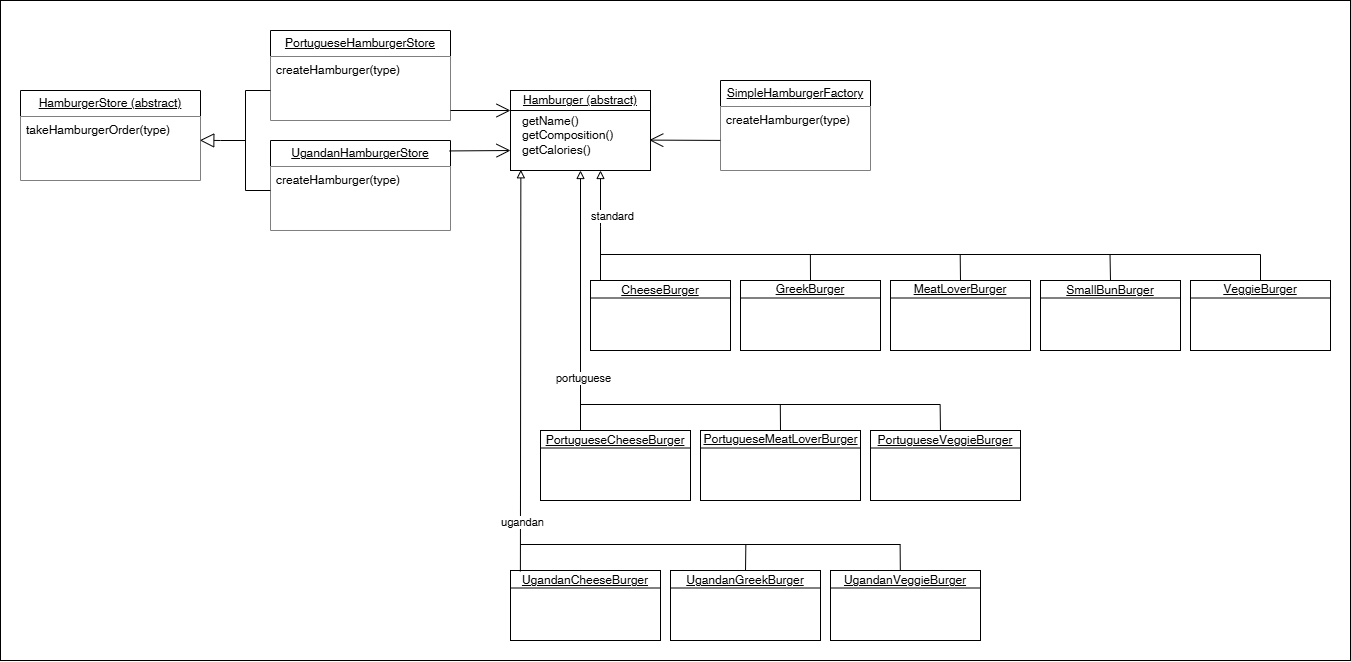 PortugueseHamburgerStore
createHamburger(type)
HamburgerStore (abstract)
takeHamburgerOrder(type)
UgandanHamburgerStore
createHamburger(type)
Hamburger (abstract)
getName()
getComposition()
getCalories()
SimpleHamburgerFactory
createHamburger(type)
standard
CheeseBurger
GreekBurger
MeatLoverBurger
SmallBunBurger
VeggieBurger
portuguese
PortugueseCheeseBurger
PortugueseMeatLoverBurger
PortugueseVeggieBurger
ugandan
UgandanCheeseBurger
UgandanGreekBurger
UgandanVeggieBurger